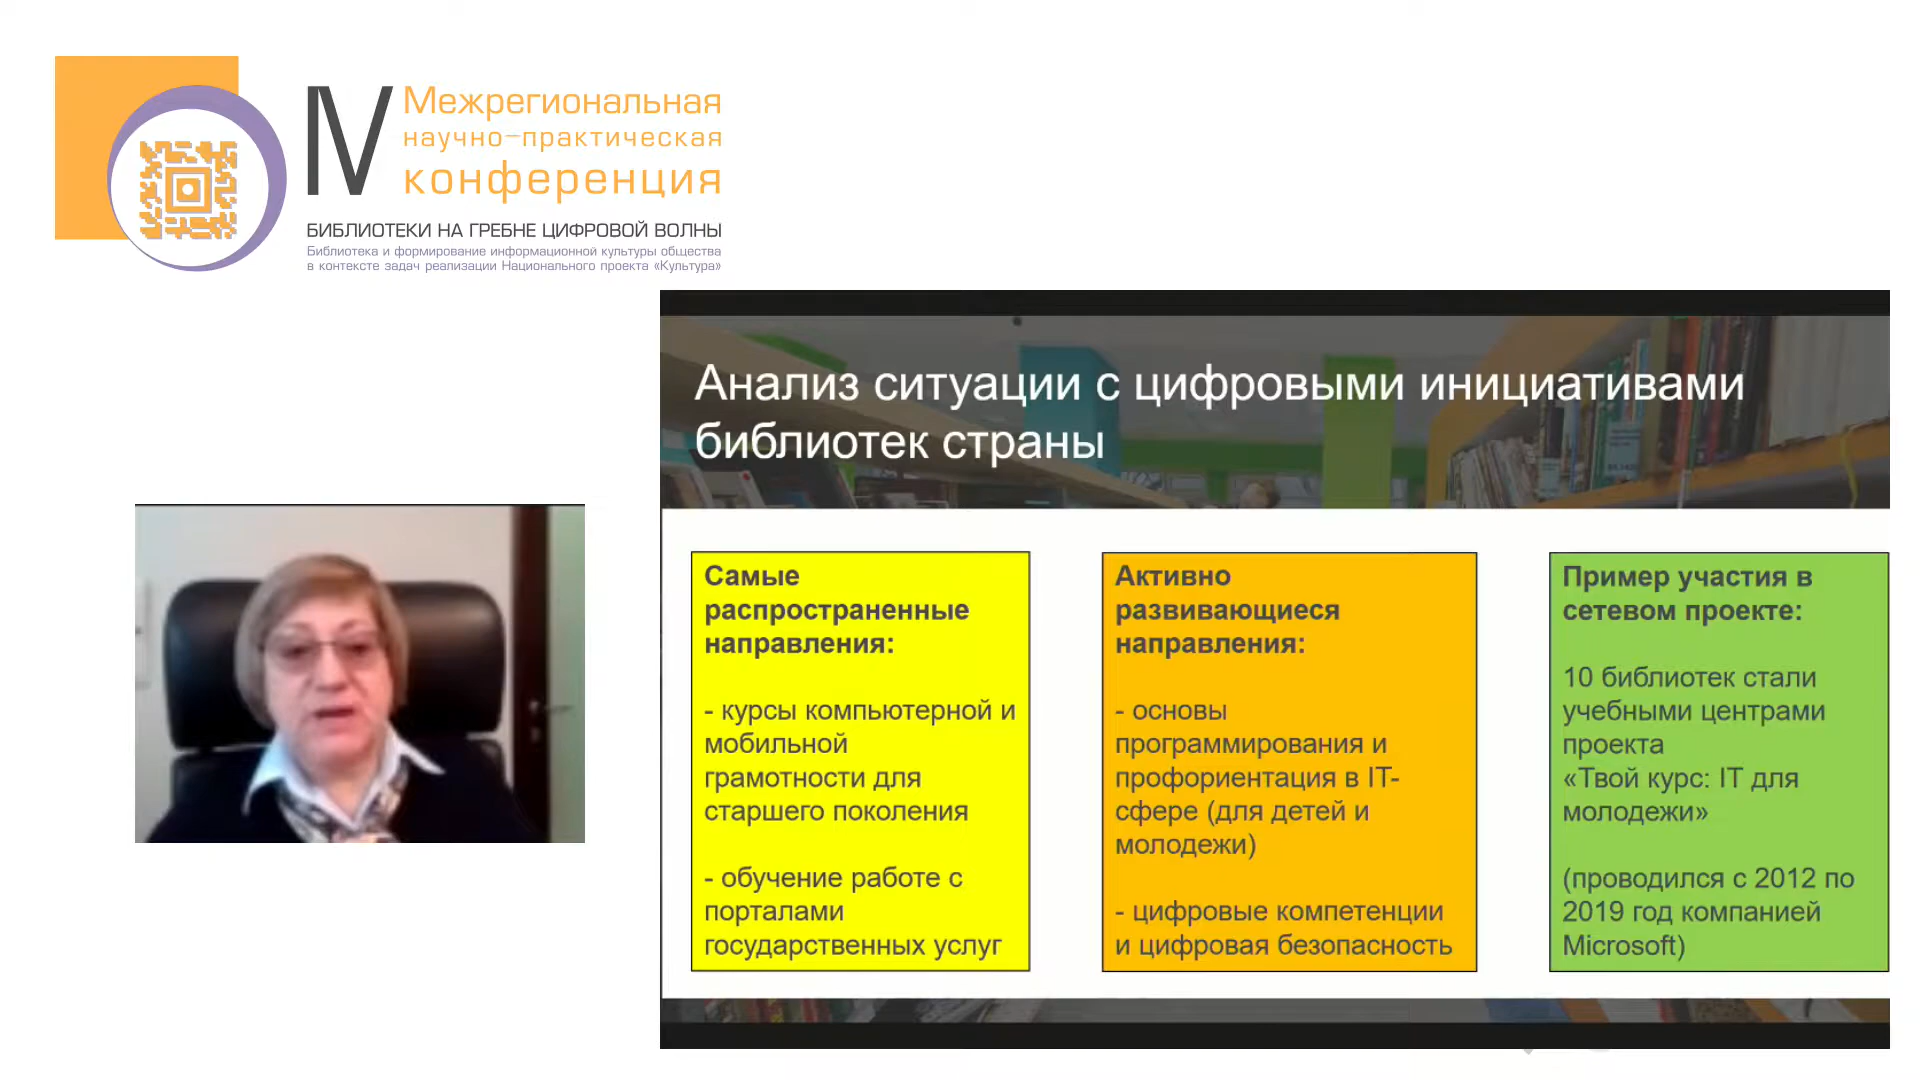 IV
Межрегиональная
научно-практическая
конференция
БИБЛИОТЕКИ НА ГРЕБНЕ ЦИФРОВОЙ ВОЛНЫ
Библиотека и формирование информационной культуры общества
в контексте задач реализации Национального проекта «Культура»
Анализ ситуации с цифровыми инициативами
библиотек страны
Самые
распространенные
направления:
- курсы компьютерной и
мобильной
грамотности для
старшего поколения
- обучение работе с
порталами
государственных услуг
Активно
развивающиеся
направления:
- основы
программирования и
профориентация в IT-
сфере (для детей и
молодежи)
- цифровые компетенции
и цифровая безопасность
Пример участия в
сетевом проекте:
10 библиотек стали
учебными центрами
проекта
«Твой курс: IT для
молодежи»
(проводился с 2012 по
2019 год компанией
Microsoft)